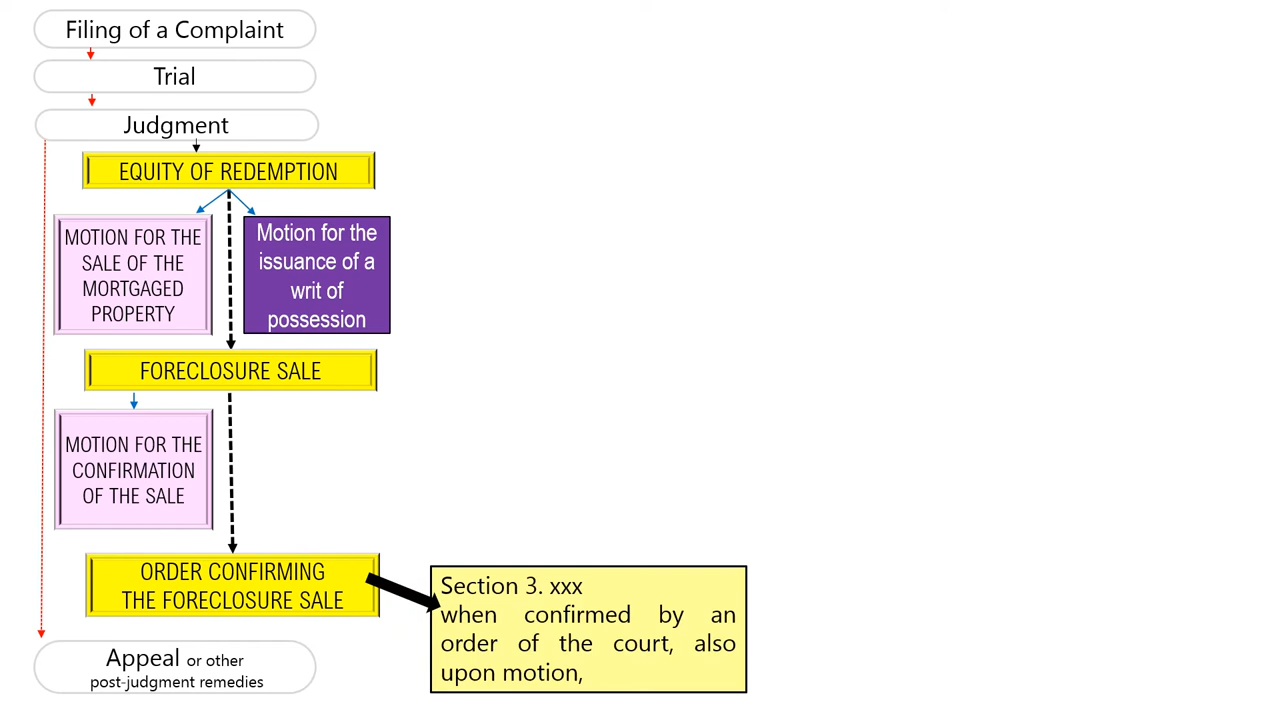 Filing of a Complaint
Trial
Judgment
EQUITY OF REDEMPTION
MOTION FOR THE
SALE OF THE
MORTGAGED
PROPERTY
Motion for the
issuance of a
writ of
possession
FORECLOSURE SALE
MOTION FOR THE
CONFIRMATION
OF THE SALE
ORDER CONFIRMING
THE FORECLOSURE SALE
Section 3. xxx
when confirmed by an
order of the court, also
upon motion,
Appeal or other
post-judgment remedies